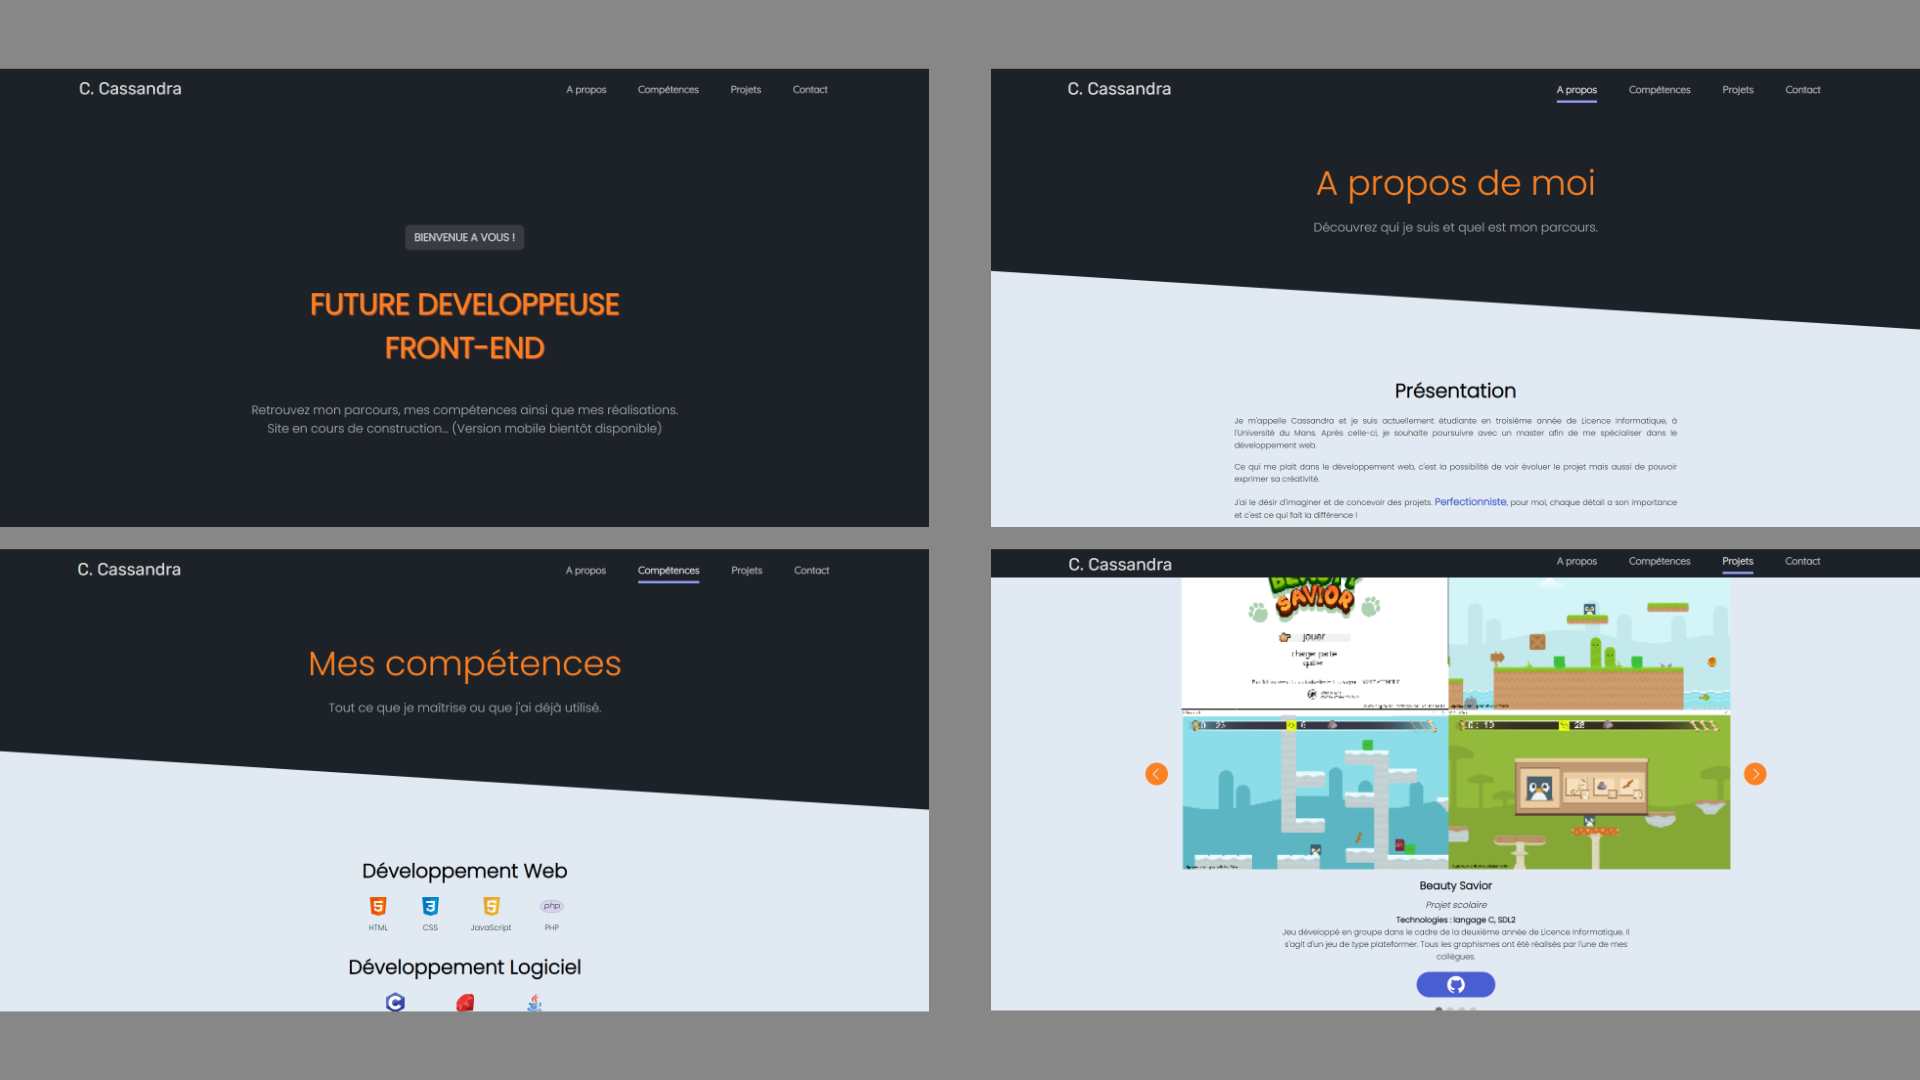 C. Cassandra
A propos Compétences Projets Contact
BIENVENUE A VOUS !
FUTURE DEVELOPPEUSE
FRONT-END
Retrouvez mon parcours, mes compétences ainsi que mes réalisations.
Site en cours de construction... (Version mobile bientôt disponible)
C. Cassandra
A propos Compétences Projets Contact
A propos de moi
Découvrez qui je suis et quel est mon parcours.
Présentation
Je m'appelle Cassandra et je suis actuellement étudiante en troisième année de Licence Informatique, à
l'Université du Mans. Après celle-ci, je souhaite poursuivre avec un master afin de me spécialiser dans le
développement web.
Ce qui me plaît dans le développement web, c'est la possibilité de voir évoluer le projet mais aussi de pouvoir
exprimer sa créativité.
J'ai le désir d'imaginer et de concevoir des projets. Perfectionniste, pour moi, chaque détail a son importance
et c'est ce qui fait la différence !
C. Cassandra
A propos Compétences Projets Contact
Mes compétences
Tout ce que je maîtrise ou que j'ai déjà utilisé.
Développement Web
HTML CSS JavaScript PHP
Développement Logiciel
C. Cassandra
A propos Compétences Projets Contact
BEAUTY
SAVIOR
jouer
charger partie
quitter
Beauty Savior
Projet scolaire
Technologies : langage C, SDL2
Jeu développé en groupe dans le cadre de la deuxième année de Licence Informatique. Il
s'agit d'un jeu de type plateformer. Tous les graphismes ont été réalisés par l'une de mes
collègues.